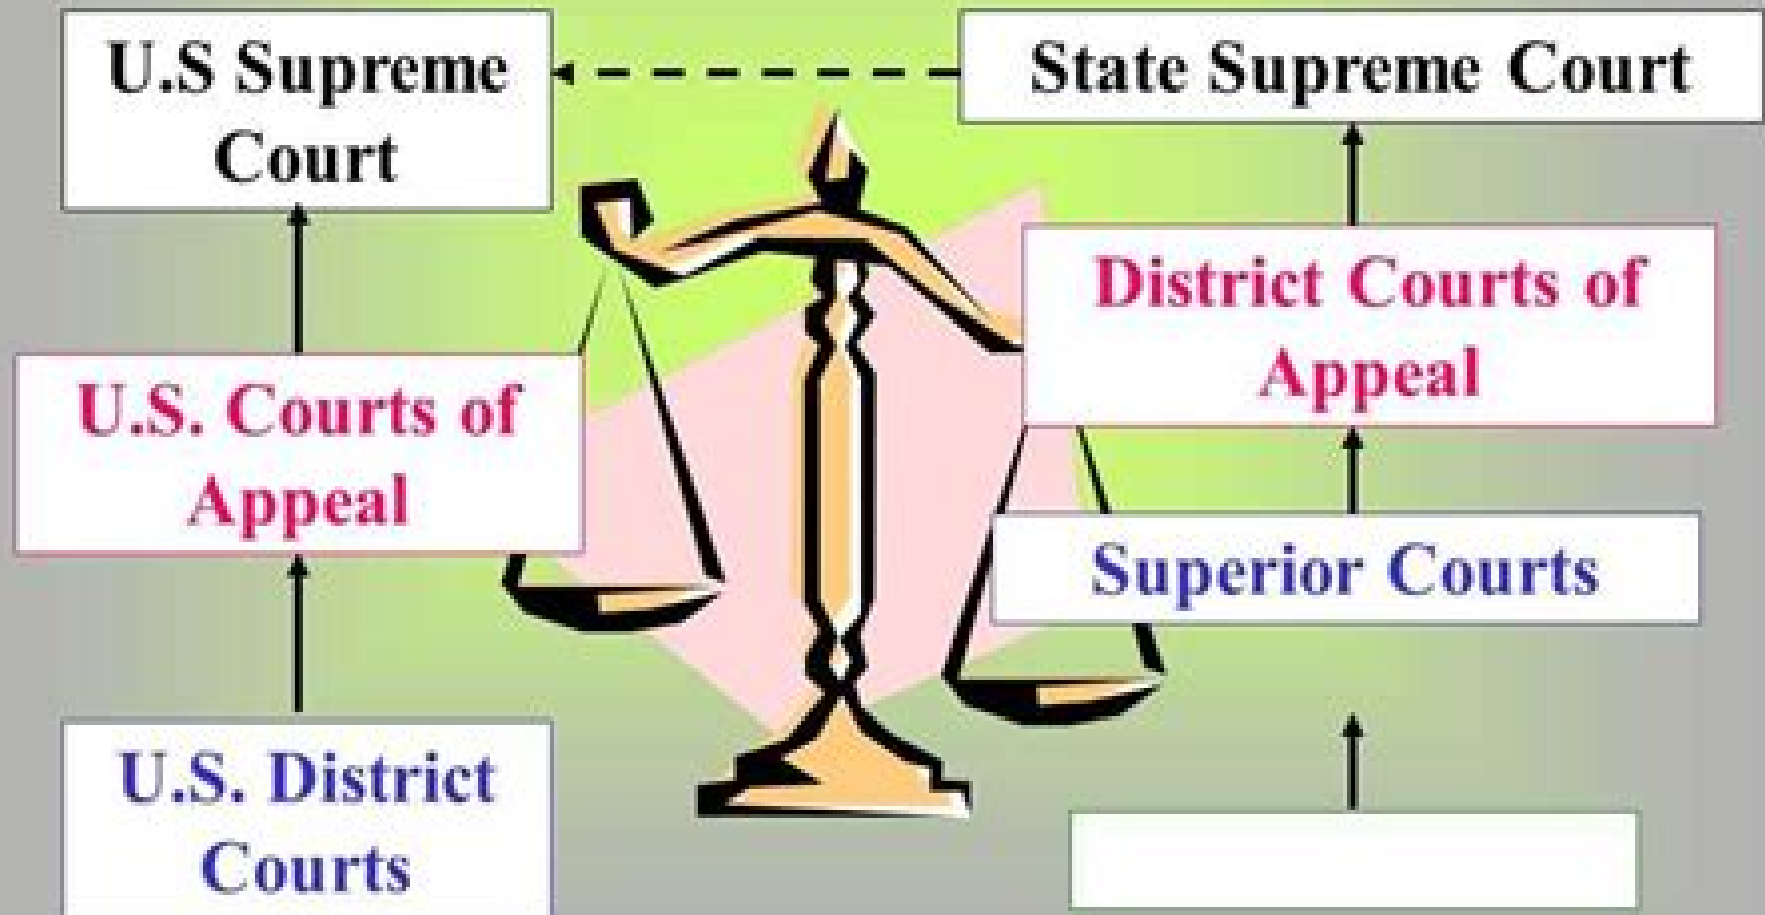 U.S Supreme
Court
State Supreme Court
District Courts of
Appeal
U.S. Courts of
Appeal
Superior Courts
U.S. District
Courts